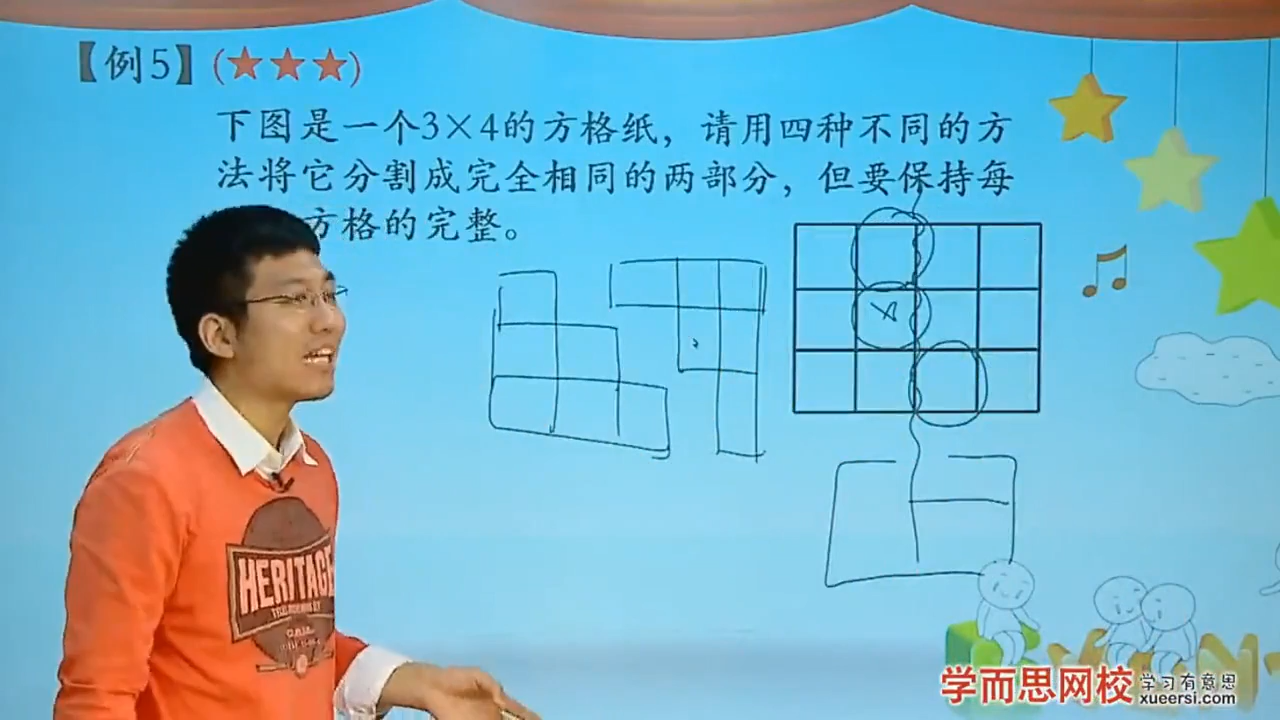 【例5】(★★★)
下图是一个3×4的方格纸，请用四种不同的方
法将它分割成完全相同的两部分，但要保持每
方格的完整。
HERITAGE
学而思网校
学习有意思
xueersi.com